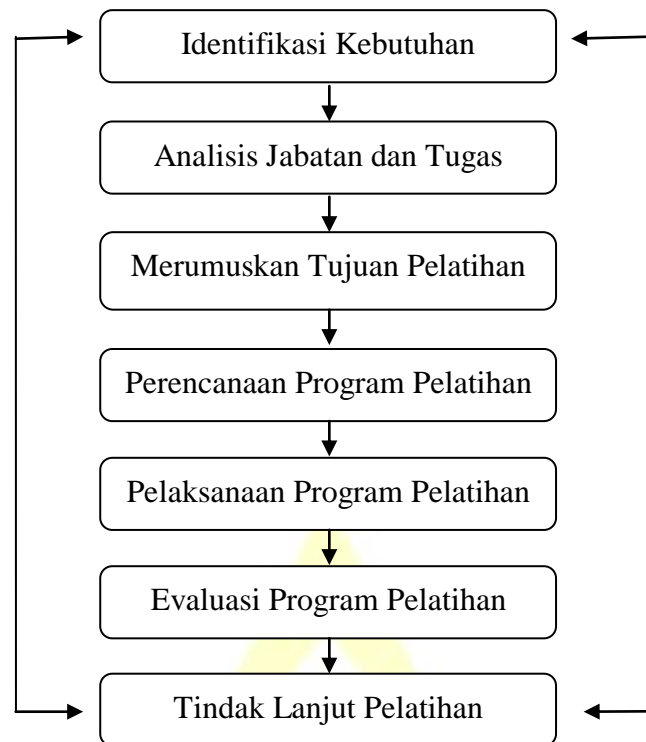 Identifikasi Kebutuhan
Analisis Jabatan dan Tugas
Merumuskan Tujuan Pelatihan
Perencanaan Program Pelatihan
Pelaksanaan Program Pelatihan
Evaluasi Program Pelatihan
Tindak Lanjut Pelatihan